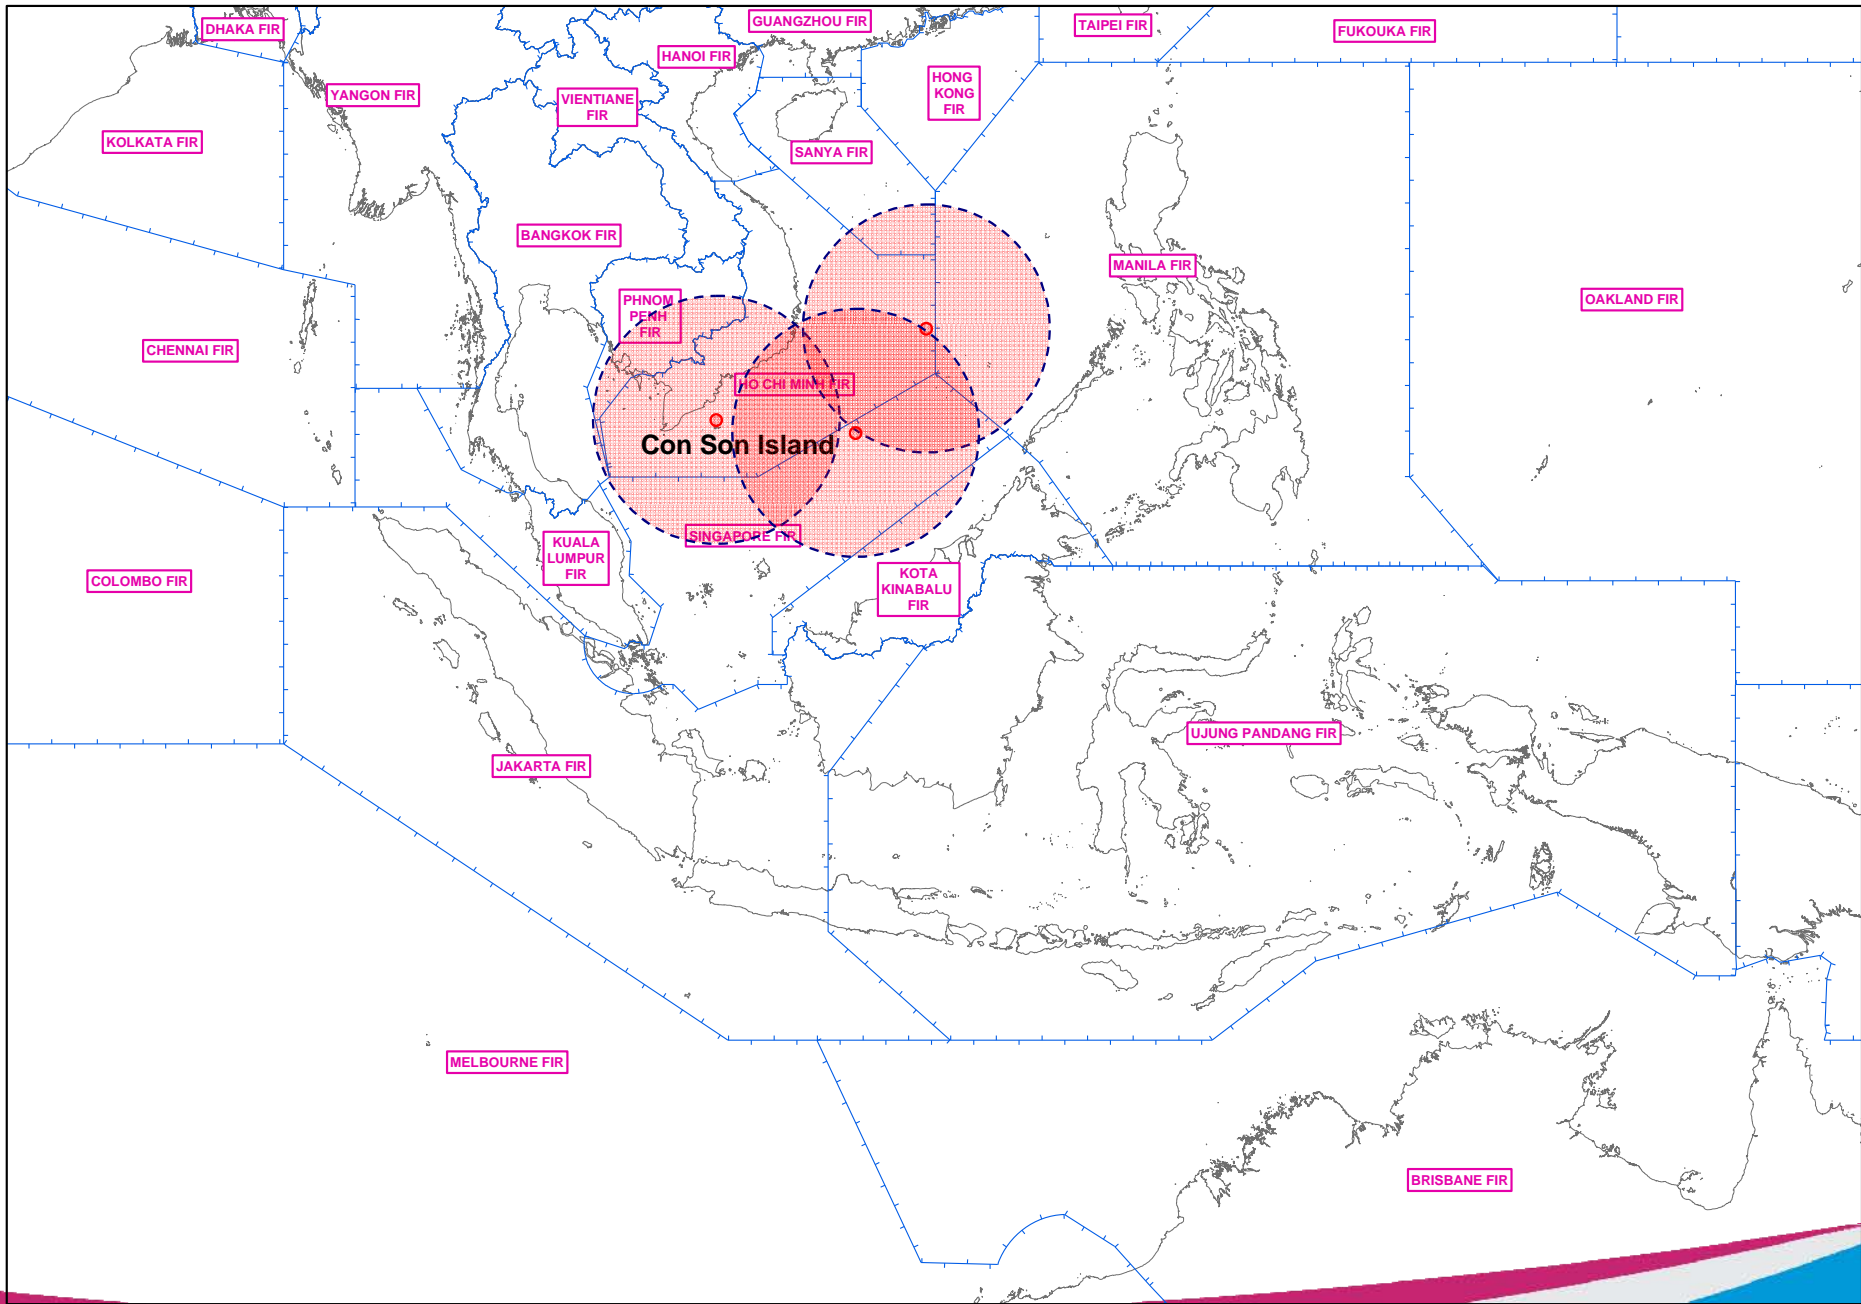 DHAKA FIR
GUANGZHOU FIR
TAIPEI FIR
FUKOUKA FIR
HANOI FIR
YANGON FIR
VIENTIANE
FIR
HONG
KONG
FIR
KOLKATA FIR
SANYA FIR
BANGKOK FIR
MANILA FIR
PHNOM
PENH
FIR
OAKLAND FIR
CHENNAI FIR
HO CHI MINH FIR
Con Son Island
SINGAPORE FIR
KUALA
LUMPUR
FIR
COLOMBO FIR
KOTA
KINABALU
FIR
UJUNG PANDANG FIR
JAKARTA FIR
MELBOURNE FIR
BRISBANE FIR